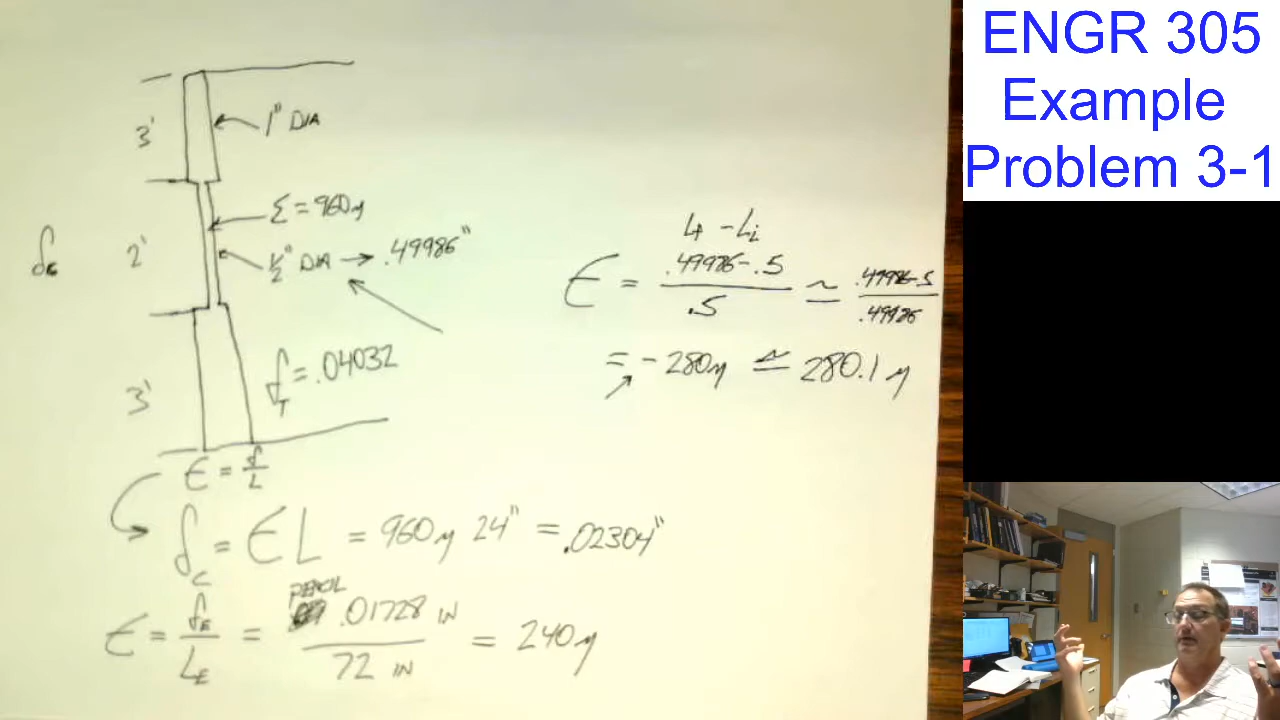 ENGR 305
Example
Problem 3-1
3'
1" DIA
Σ = 960μ
2'
½" DIA → .49986"
δE
3'
δT = .04032
ϵ = δ/L
δC = ϵL = 960μ 24" = .02304"
ϵ = δE/LE = .01728 IN / 72 IN = 240μ
Lf - Li
ϵ = .49986 - .5 / .5 ≃ .49986-.5 / .49986
= -280μ ≃ 280.1μ